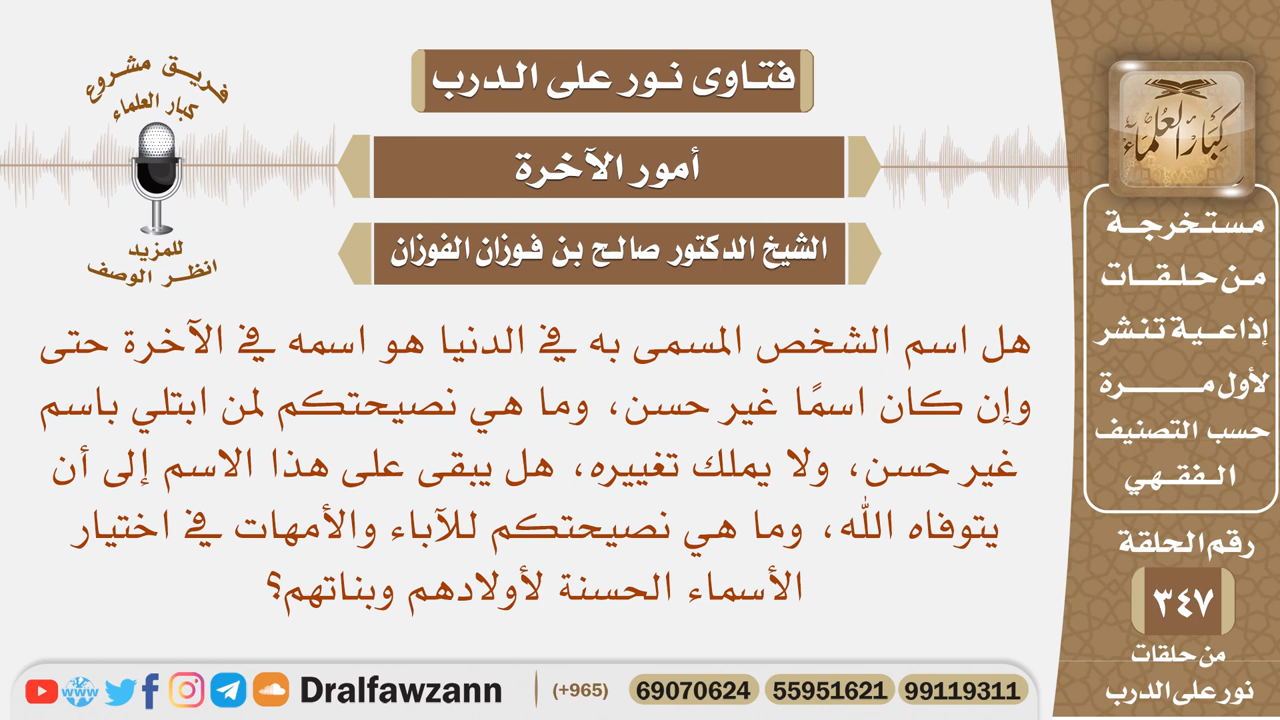 فتاوى نور على الدرب
أمور الآخرة
الشيخ الدكتور صالح بن فوزان الفوزان
هل اسم الشخص المسمى به في الدنيا هو اسمه في الآخرة حتى
وإن كان اسمًا غير حسن، وما هي نصيحتكم لمن ابتلي باسم
غير حسن، ولا يملك تغييره، هل يبقى على هذا الاسم إلى أن
يتوفاه الله، وما هي نصيحتكم للآباء والأمهات في اختيار
الأسماء الحسنة لأولادهم وبناتهم؟
فريق مشروع
كبار العلماء
للمزيد
انظر الوصف
كبار العلماء
مستخرجة
من حلقات
إذاعية تنشر
لأول مرة
حسب التصنيف
الفقهي
رقم الحلقة
٣٤٧
من حلقات
نور على الدرب
www
Dralfawzann
(+965)
69070624
55951621
99119311